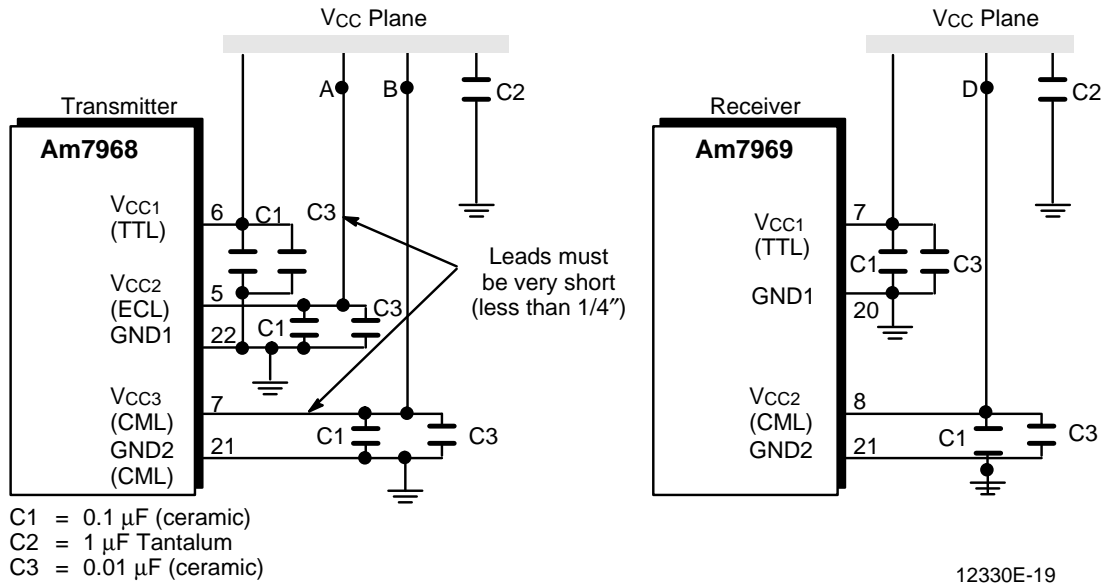 VCC Plane
A
B
C2
Transmitter
Am7968
VCC1
(TTL)
6
C1
C3
VCC2
(ECL)
5
C3
GND1
22
C1
Leads must
be very short
(less than 1/4″)
VCC3
(CML)
7
GND2
(CML)
21
C1
C3
VCC Plane
D
C2
Receiver
Am7969
VCC1
(TTL)
7
C1
C3
GND1
20
VCC2
(CML)
8
GND2
21
C1
C3
C1 = 0.1 μF (ceramic)
C2 = 1 μF Tantalum
C3 = 0.01 μF (ceramic)
12330E-19